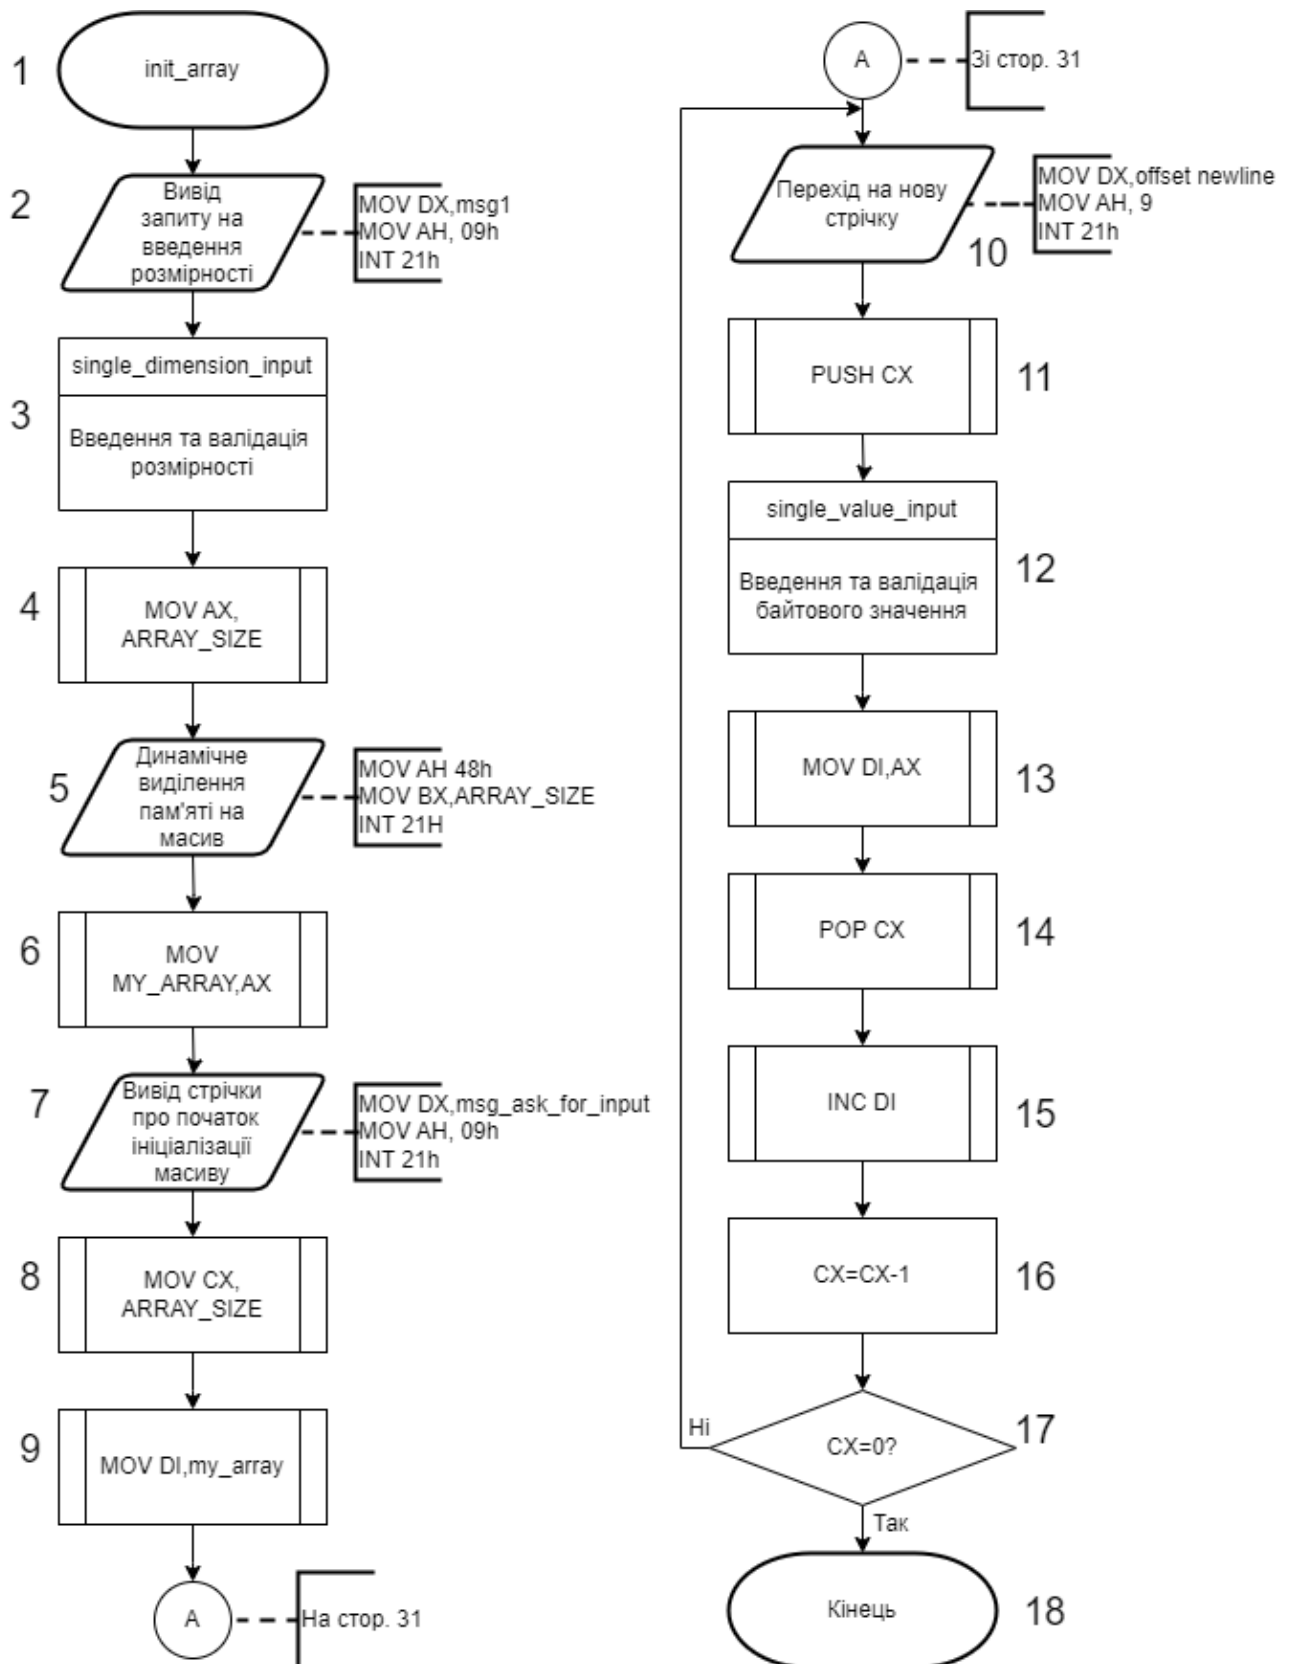 1
init_array
2
Вивід
запиту на
введення
розмірності
MOV DX,msg1
MOV AH, 09h
INT 21h
3
single_dimension_input
Введення та валідація
розмірності
4
MOV AX,
ARRAY_SIZE
5
Динамічне
виділення
пам'яті на
масив
MOV AH 48h
MOV BX,ARRAY_SIZE
INT 21H
6
MOV
MY_ARRAY,AX
7
Вивід стрічки
про початок
ініціалізації
масиву
MOV DX,msg_ask_for_input
MOV AH, 09h
INT 21h
8
MOV CX,
ARRAY_SIZE
9
MOV DI,my_array
A
На стор. 31
A
Зі стор. 31
Перехід на нову
стрічку
MOV DX,offset newline
MOV AH, 9
INT 21h
10
PUSH CX
11
single_value_input
Введення та валідація
байтового значення
12
MOV DI,AX
13
POP CX
14
INC DI
15
CX=CX-1
16
Ні
CX=0?
17
Так
Кінець
18